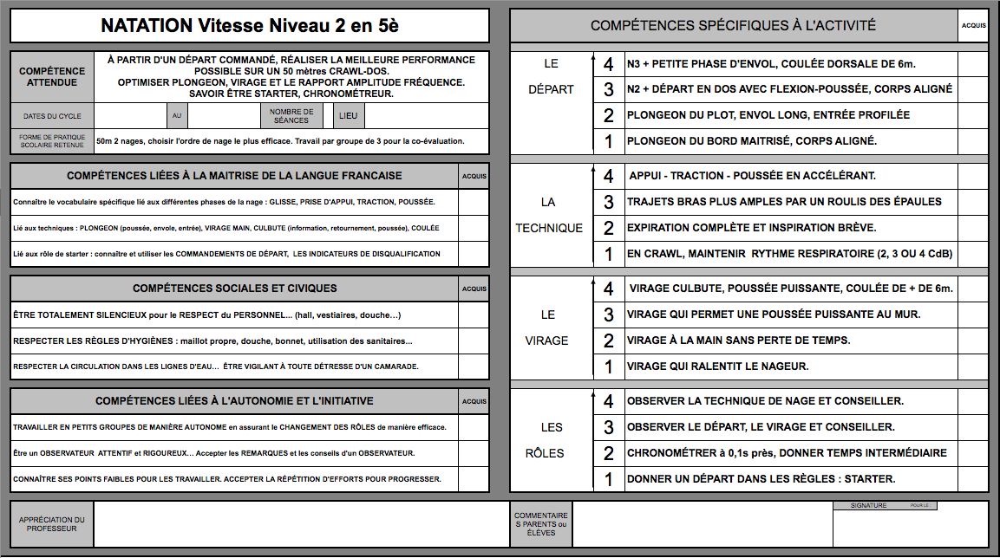 NATATION Vitesse Niveau 2 en 5è
COMPÉTENCE
ATTENDUE
À PARTIR D'UN DÉPART COMMANDÉ, RÉALISER LA MEILLEURE PERFORMANCE
POSSIBLE SUR UN 50 mètres CRAWL-DOS.
OPTIMISER PLONGEON, VIRAGE ET LE RAPPORT AMPLITUDE FRÉQUENCE.
SAVOIR ÊTRE STARTER, CHRONOMÉTREUR.
DATES DU CYCLE
AU
NOMBRE DE
SÉANCES
LIEU
FORME DE PRATIQUE
SCOLAIRE RETENUE
50m 2 nages, choisir l'ordre de nage le plus efficace. Travail par groupe de 3 pour la co-évaluation.
COMPÉTENCES LIÉES À LA MAITRISE DE LA LANGUE FRANCAISE
ACQUIS
Connaître le vocabulaire spécifique lié aux différentes phases de la nage : GLISSE, PRISE D'APPUI, TRACTION, POUSSÉE.
Lié aux techniques : PLONGEON (poussée, envole, entrée), VIRAGE MAIN, CULBUTE (information, retournement, poussée), COULÉE
Lié aux rôle de starter : connaître et utiliser les COMMANDEMENTS DE DÉPART, LES INDICATEURS DE DISQUALIFICATION
COMPÉTENCES SOCIALES ET CIVIQUES
ACQUIS
ÊTRE TOTALEMENT SILENCIEUX pour le RESPECT du PERSONNEL... (hall, vestiaires, douche…)
RESPECTER LES RÈGLES D'HYGIÈNES : maillot propre, douche, bonnet, utilisation des sanitaires...
RESPECTER LA CIRCULATION DANS LES LIGNES D'EAU… ÊTRE VIGILANT À TOUTE DÉTRESSE D'UN CAMARADE.
COMPÉTENCES LIÉES À L'AUTONOMIE ET L'INITIATIVE
ACQUIS
TRAVAILLER EN PETITS GROUPES DE MANIÈRE AUTONOME en assurant le CHANGEMENT DES RÔLES de manière efficace.
Être un OBSERVATEUR ATTENTIF et RIGOUREUX… Accepter les REMARQUES et les conseils d'un OBSERVATEUR.
CONNAÎTRE SES POINTS FAIBLES POUR LES TRAVAILLER. ACCEPTER LA RÉPÉTITION D'EFFORTS POUR PROGRESSER.
COMPÉTENCES SPÉCIFIQUES À L'ACTIVITÉ
ACQUIS
LE
DÉPART
4 N3 + PETITE PHASE D'ENVOL, COULÉE DORSALE DE 6m.
3 N2 + DÉPART EN DOS AVEC FLEXION-POUSSÉE, CORPS ALIGNÉ
2 PLONGEON DU PLOT, ENVOL LONG, ENTRÉE PROFILÉE
1 PLONGEON DU BORD MAITRISÉ, CORPS ALIGNÉ.
LA
TECHNIQUE
4 APPUI - TRACTION - POUSSÉE EN ACCÉLÉRANT.
3 TRAJETS BRAS PLUS AMPLES PAR UN ROULIS DES ÉPAULES
2 EXPIRATION COMPLÈTE ET INSPIRATION BRÈVE.
1 EN CRAWL, MAINTENIR RYTHME RESPIRATOIRE (2, 3 OU 4 CdB)
LE
VIRAGE
4 VIRAGE CULBUTE, POUSSÉE PUISSANTE, COULÉE DE + DE 6m.
3 VIRAGE QUI PERMET UNE POUSSÉE PUISSANTE AU MUR.
2 VIRAGE À LA MAIN SANS PERTE DE TEMPS.
1 VIRAGE QUI RALENTIT LE NAGEUR.
LES
RÔLES
4 OBSERVER LA TECHNIQUE DE NAGE ET CONSEILLER.
3 OBSERVER LE DÉPART, LE VIRAGE ET CONSEILLER.
2 CHRONOMÉTRER à 0,1s près, DONNER TEMPS INTERMÉDIAIRE
1 DONNER UN DÉPART DANS LES RÈGLES : STARTER.
APPRÉCIATION DU
PROFESSEUR
COMMENTAIRE
S PARENTS ou
ÉLÈVES
SIGNATURE POUR LE :